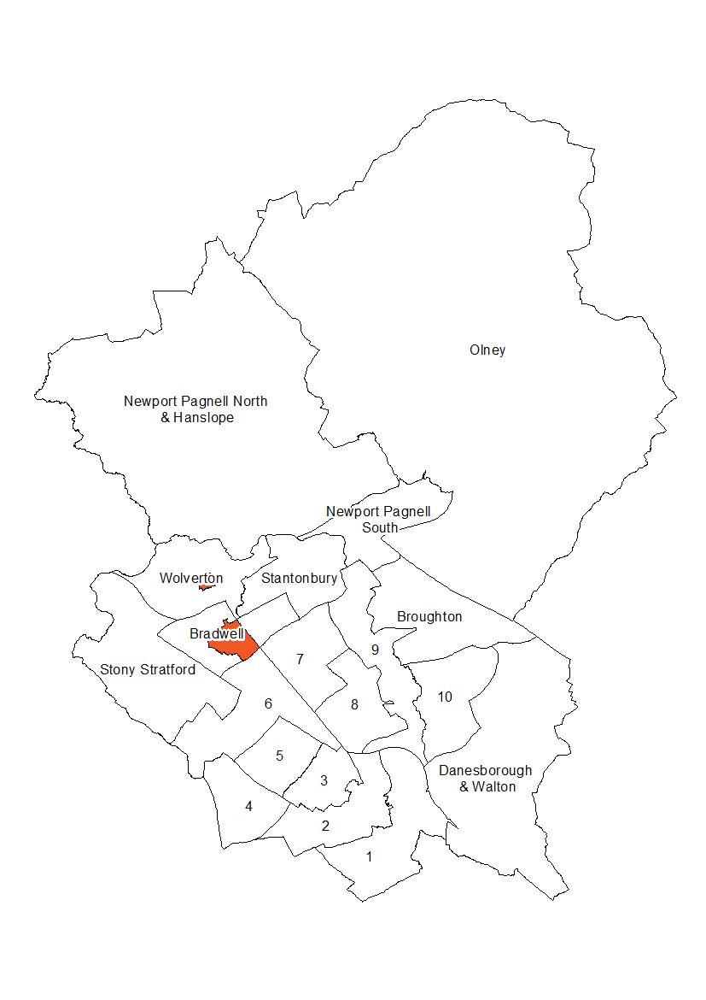 Olney
Newport Pagnell North
& Hanslope
Newport Pagnell
South
Wolverton
Stantonbury
Broughton
Bradwell
9
7
Stony Stratford
10
6
8
5
Danesborough
& Walton
3
4
2
1